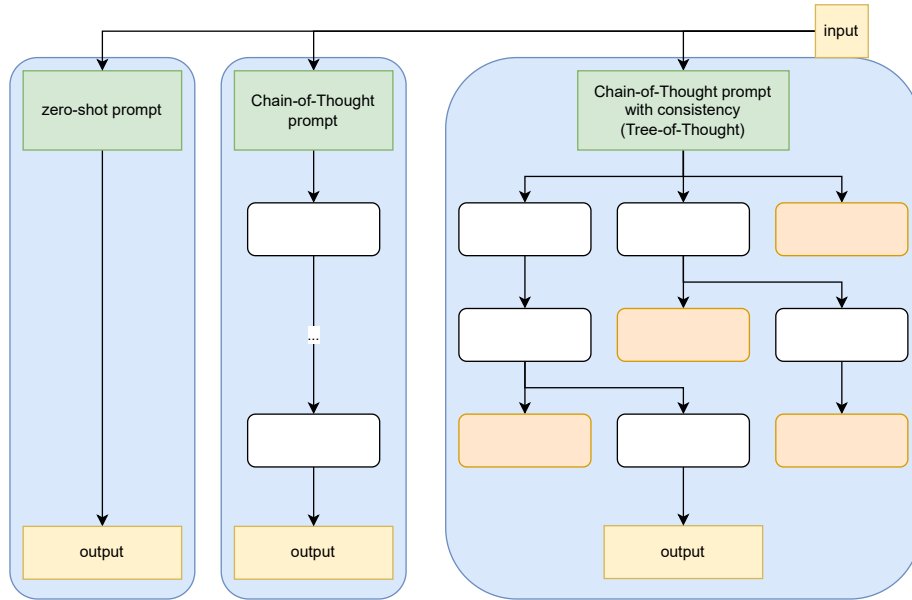 input
zero-shot prompt
Chain-of-Thought
prompt
Chain-of-Thought prompt
with consistency
(Tree-of-Thought)
...
output
output
output